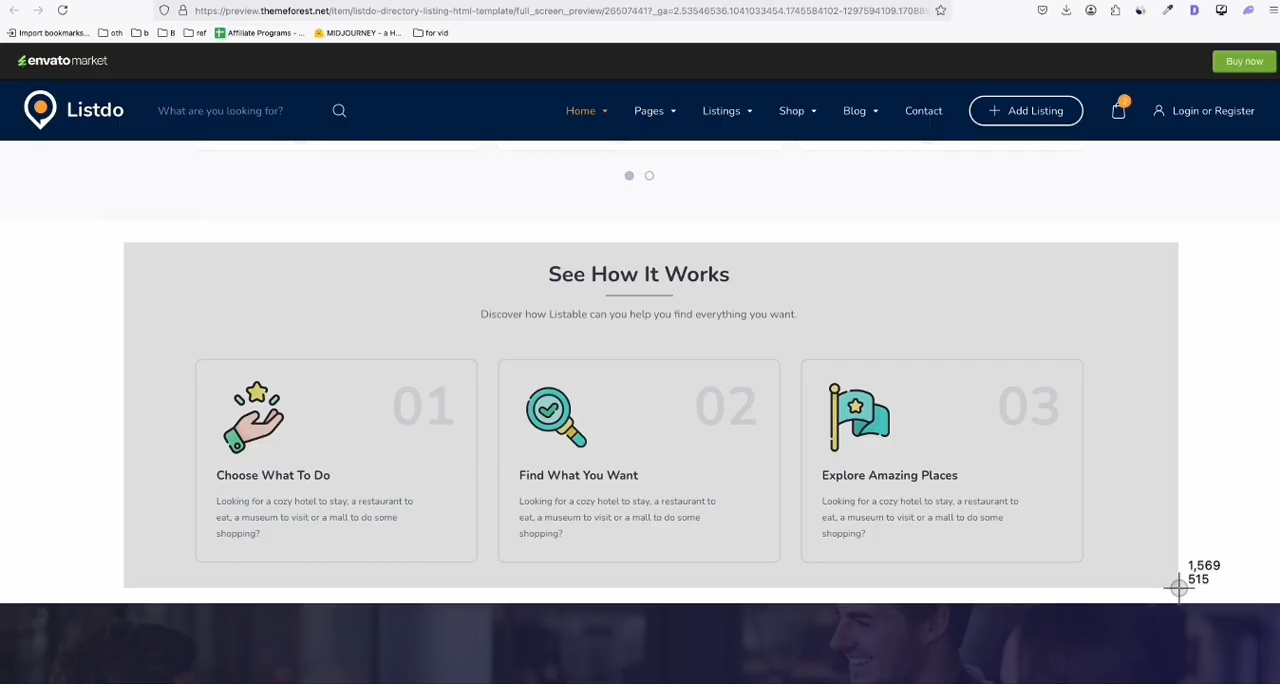 https://preview.themeforest.net/item/listdo-directory-listing-html-template/full_screen_preview/26507441?_ga=2.53546536.1041033454.1745584102-1297594109.17088
Import bookmarks... oth b B ref Affiliate Programs - ... MIDJOURNEY - a H... for vid
envato market Buy now
Listdo What are you looking for? Home Pages Listings Shop Blog Contact Add Listing Login or Register
See How It Works
Discover how Listable can you help you find everything you want.
01 02 03
Choose What To Do Find What You Want Explore Amazing Places
Looking for a cozy hotel to stay, a restaurant to Looking for a cozy hotel to stay, a restaurant to Looking for a cozy hotel to stay, a restaurant to
eat, a museum to visit or a mall to do some eat, a museum to visit or a mall to do some eat, a museum to visit or a mall to do some
shopping? shopping? shopping?
1,569
515